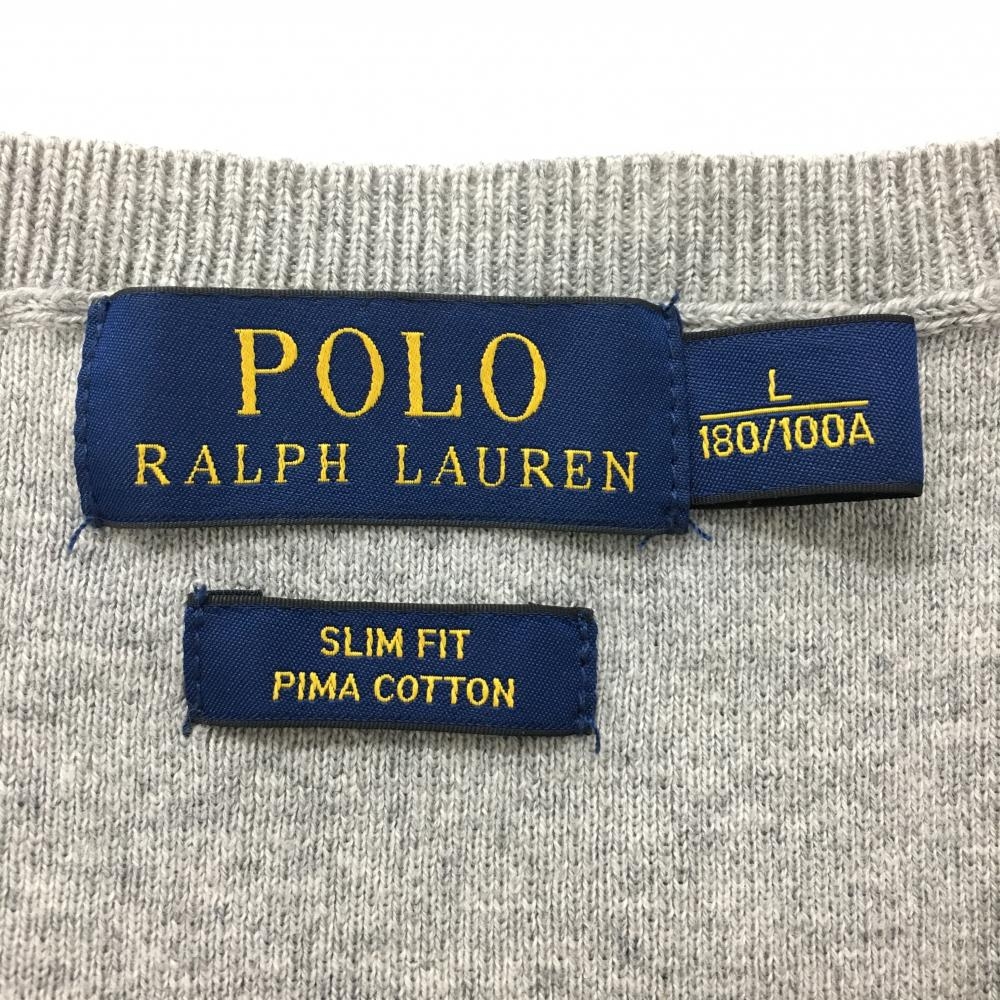 POLO
RALPH LAUREN
L
180/100A
SLIM FIT
PIMA COTTON